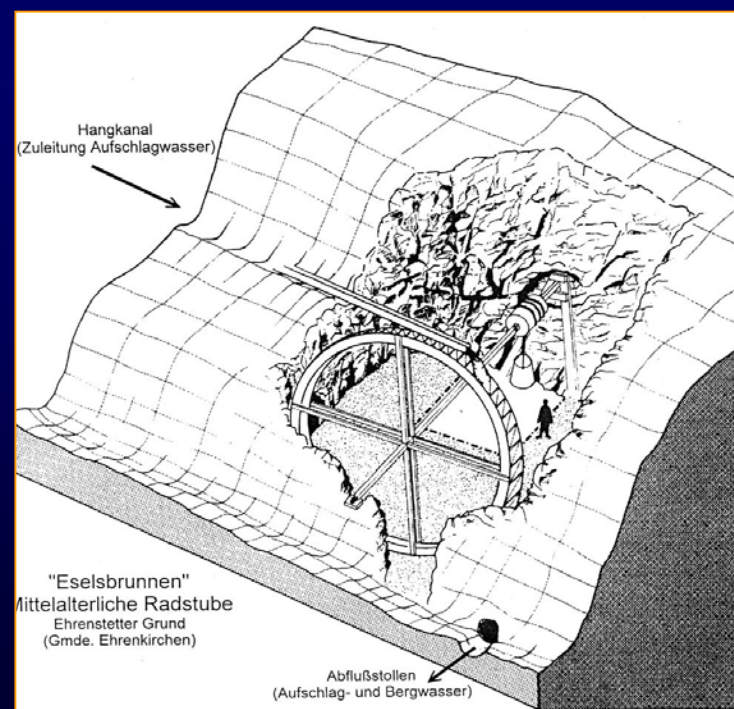 Hangkanal
(Zuleitung Aufschlagwasser)
"Eselsbrunnen"
Mittelalterliche Radstube
Ehrenstetter Grund
(Gmde. Ehrenkirchen)
Abflußstollen
(Aufschlag- und Bergwasser)